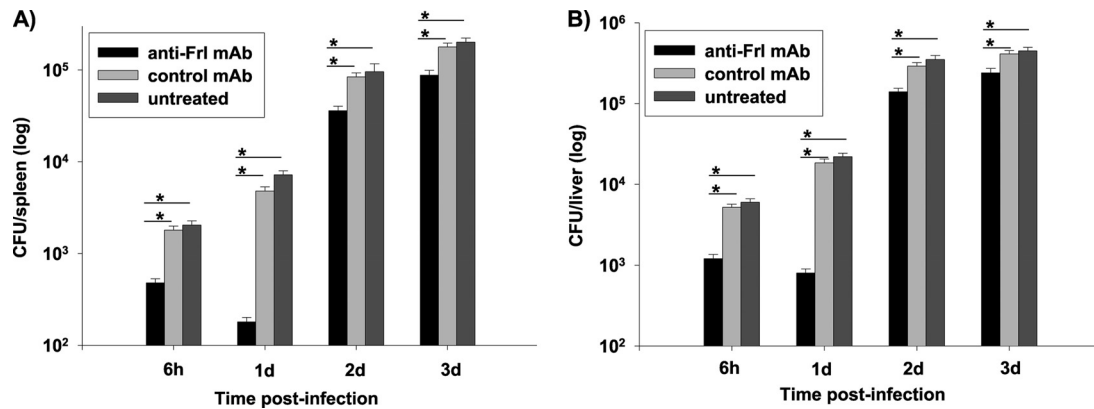 A)
anti-Frl mAb
control mAb
untreated
CFU/spleen (log)
10^5
10^4
10^3
10^2
* *
* *
* *
* *
6h 1d 2d 3d
Time post-infection
B)
anti-Frl mAb
control mAb
untreated
CFU/liver (log)
10^6
10^5
10^4
10^3
10^2
* *
* *
* *
* *
6h 1d 2d 3d
Time post-infection